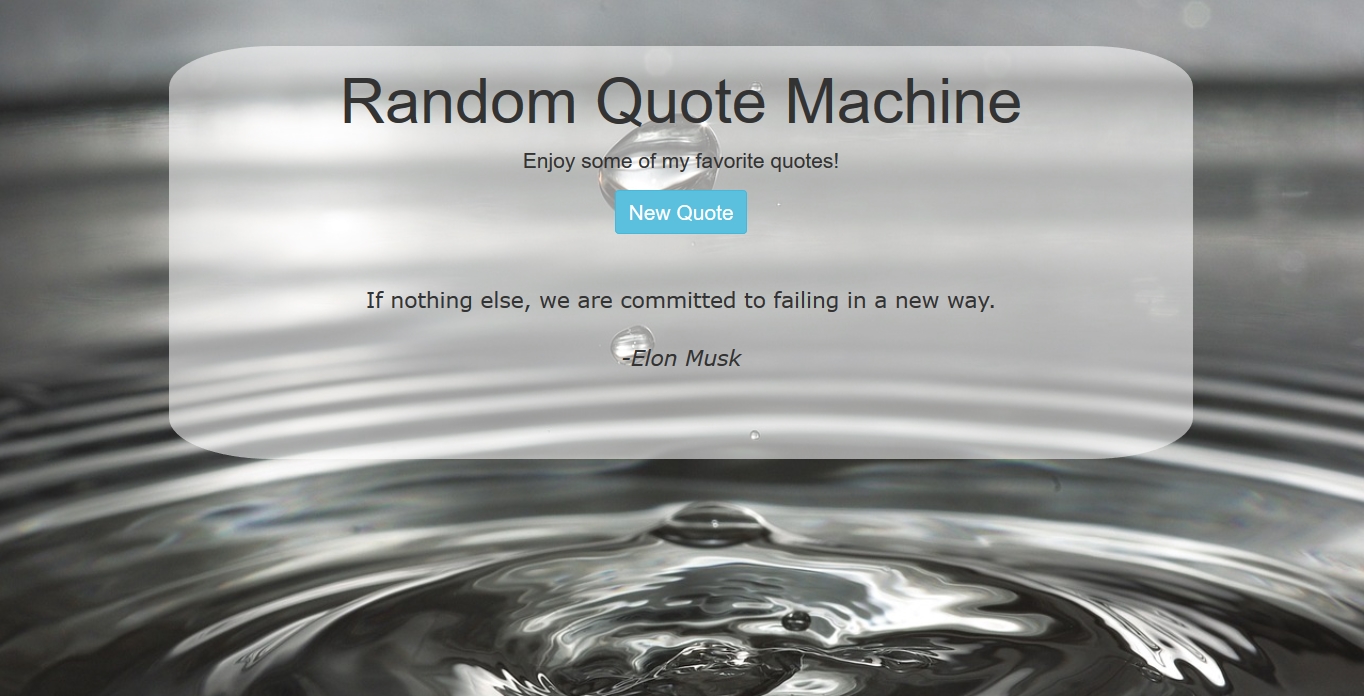 Random Quote Machine
Enjoy some of my favorite quotes!
New Quote
If nothing else, we are committed to failing in a new way.
-Elon Musk